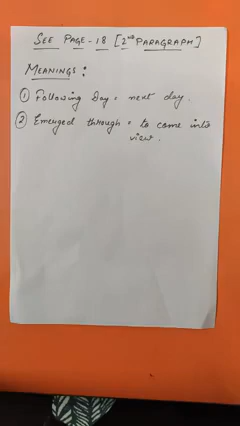 SEE PAGE-18 [2nd PARAGRAPH]
MEANINGS:
① Following Day = next day.
② Emerged through = to come into
view.